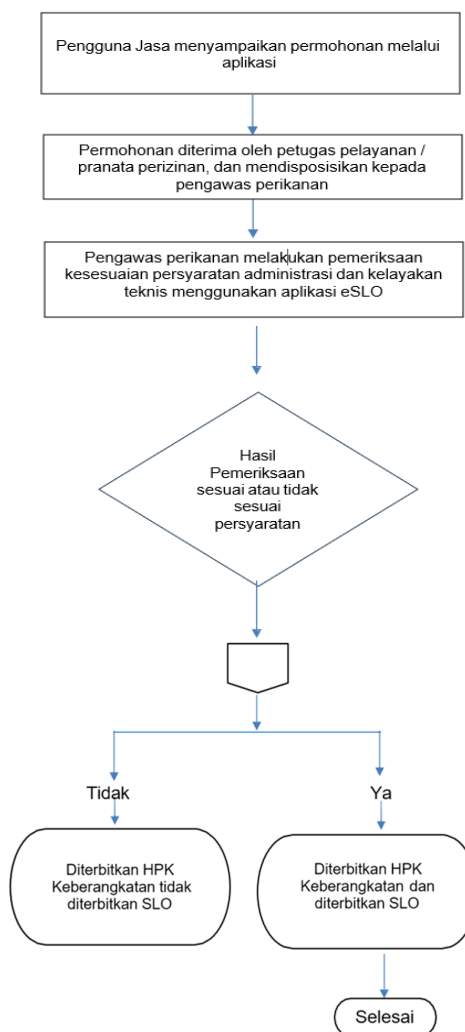 Pengguna Jasa menyampaikan permohonan melalui
aplikasi
Permohonan diterima oleh petugas pelayanan /
pranata perizinan, dan mendisposisikan kepada
pengawas perikanan
Pengawas perikanan melakukan pemeriksaan
kesesuaian persyaratan administrasi dan kelayakan
teknis menggunakan aplikasi eSLO
Hasil
Pemeriksaan
sesuai atau tidak
sesuai
persyaratan
Tidak
Ya
Diterbitkan HPK
Keberangkatan tidak
diterbitkan SLO
Diterbitkan HPK
Keberangkatan dan
diterbitkan SLO
Selesai